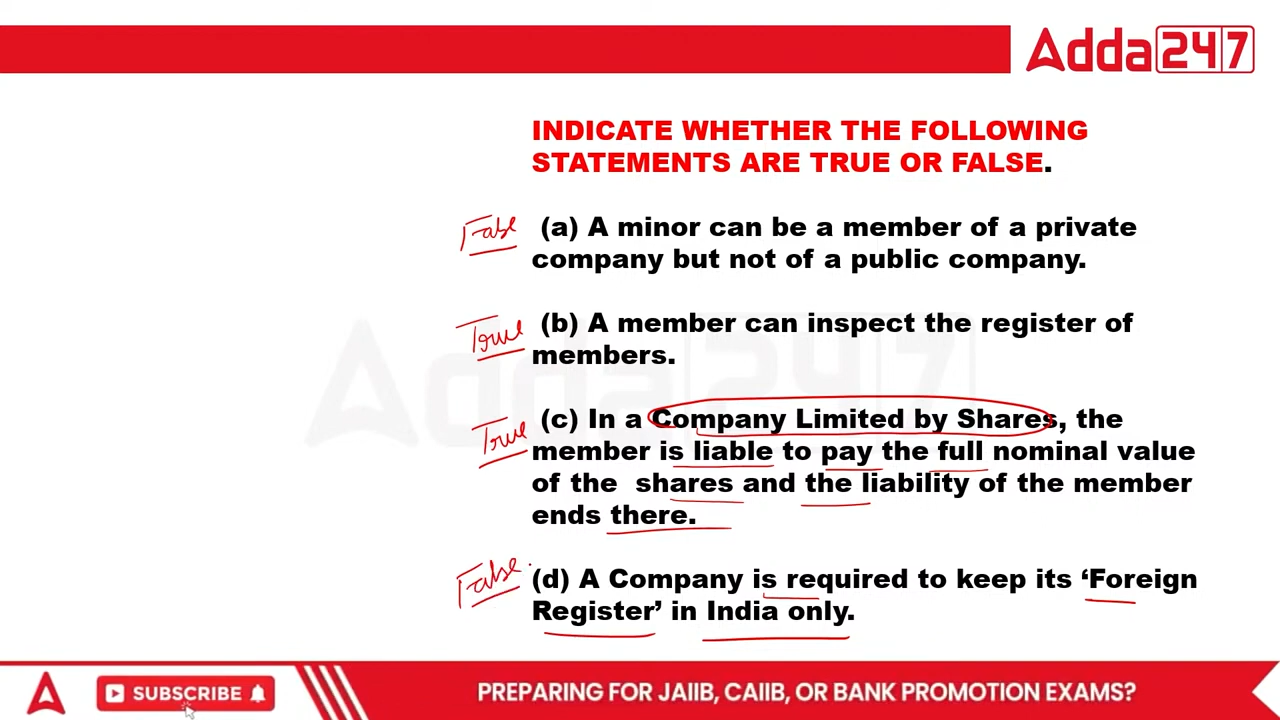 Adda247
INDICATE WHETHER THE FOLLOWING
STATEMENTS ARE TRUE OR FALSE.
False (a) A minor can be a member of a private
company but not of a public company.
True (b) A member can inspect the register of
members.
True (c) In a Company Limited by Shares, the
member is liable to pay the full nominal value
of the shares and the liability of the member
ends there.
False (d) A Company is required to keep its ‘Foreign
Register’ in India only.
Adda247
SUBSCRIBE
PREPARING FOR JAIIB, CAIIB, OR BANK PROMOTION EXAMS?